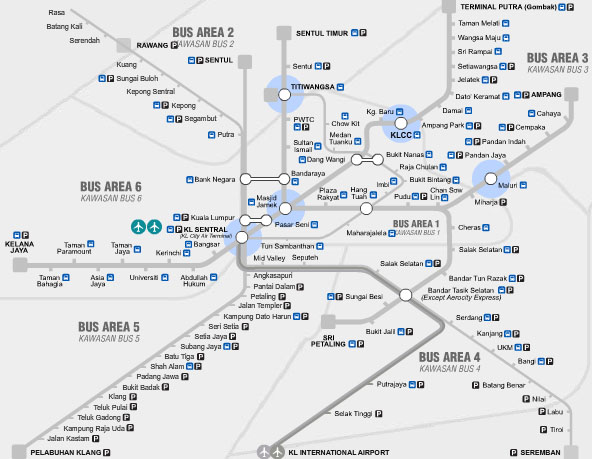 TERMINAL PUTRA (Gombak) P
Rasa
Batang Kali
Serendah
RAWANG P
BUS AREA 2
KAWASAN BUS 2
P SENTUL
SENTUL TIMUR P
Taman Melati
Wangsa Maju
Sri Rampai
Setiawangsa P
Jelatek P
BUS AREA 3
KAWASAN BUS 3
Kuang
P Sungai Buloh
Kepong Sentral
P Kepong
P Segambut
Putra
Sentul P
TITIWANGSA
PWTC
P
Chow Kit
Medan
Tuanku
Sultan
Ismail
Dang Wangi
Kg. Baru
KLCC
Dato' Keramat
Damai
Ampang Park P
P AMPANG
Cahaya
P Cempaka
P Pandan Indah
P Pandan Jaya
Bukit Nanas
Raja Chulan
Bukit Bintang
Imbi
Hang
Tuah
Plaza
Rakyat
Pudu P
Chan Sow
Lin
Maluri
Miharja P
BUS AREA 6
KAWASAN BUS 6
Bank Negara
Bandaraya
Masjid
Jamek
P Kuala Lumpur
P KL SENTRAL
(KL City Air Terminal)
Pasar Seni
Bangsar
Kerinchi
Maharajalela
BUS AREA 1
KAWASAN BUS 1
Cheras
Salak Selatan P
P
KELANA
JAYA
Taman
Paramount
Taman
Jaya
Taman
Bahagia
Asia
Jaya
Universiti
Abdullah
Hukum
Tun Sambanthan
Mid Valley
Seputeh
Salak Selatan P
Bandar Tun Razak P
Bandar Tasik Selatan P
(Except Aerocity Express)
Angkasapuri
Pantai Dalam P
Petaling P
Jalan Templer P
Kampung Dato Harun P
Seri Setia P
Setia Jaya P
Subang Jaya P
Batu Tiga P
Shah Alam P
Padang Jawa P
Bukit Badak P
Klang P
Teluk Pulai P
Teluk Gadong P
Kampung Raja Uda P
Jalan Kastam P
PELABUHAN KLANG P
BUS AREA 5
KAWASAN BUS 5
P Sungai Besi
SRI
PETALING P
Bukit Jalil P
BUS AREA 4
KAWASAN BUS 4
Putrajaya P
Selak Tinggi P
KL INTERNATIONAL AIRPORT
Serdang P
Kanjang P
UKM P
Bangi P
P Batang Benar
P Nilai
P Labu
P Tiroi
P SEREMBAN